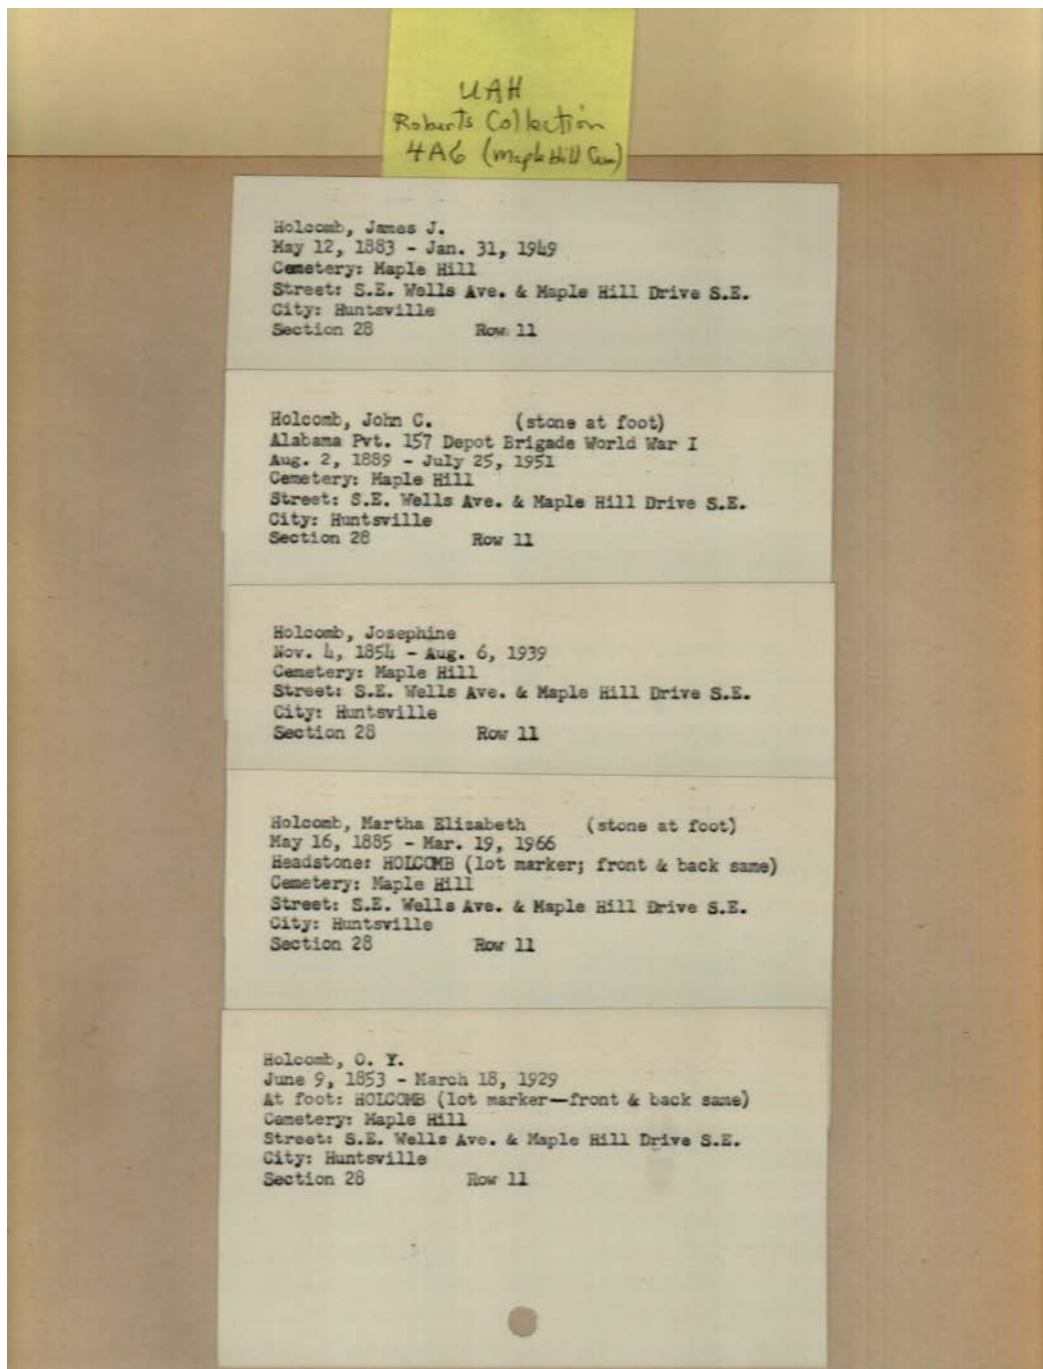 UAH
Roberts Collection
4A6 (Maple Hill Cem)
Holcomb, James J.
May 12, 1883 - Jan. 31, 1949
Cemetery: Maple Hill
Street: S.E. Wells Ave. & Maple Hill Drive S.E.
City: Huntsville
Section 28 Row 11
Holcomb, John C. (stone at foot)
Alabama Pvt. 157 Depot Brigade World War I
Aug. 2, 1889 - July 25, 1951
Cemetery: Maple Hill
Street: S.E. Wells Ave. & Maple Hill Drive S.E.
City: Huntsville
Section 28 Row 11
Holcomb, Josephine
Nov. 4, 1854 - Aug. 6, 1939
Cemetery: Maple Hill
Street: S.E. Wells Ave. & Maple Hill Drive S.E.
City: Huntsville
Section 28 Row 11
Holcomb, Martha Elizabeth (stone at foot)
May 16, 1885 - Mar. 19, 1966
Headstone: HOLCOMB (lot marker; front & back same)
Cemetery: Maple Hill
Street: S.E. Wells Ave. & Maple Hill Drive S.E.
City: Huntsville
Section 28 Row 11
Holcomb, O. Y.
June 9, 1853 - March 18, 1929
At foot: HOLCOMB (lot marker—front & back same)
Cemetery: Maple Hill
Street: S.E. Wells Ave. & Maple Hill Drive S.E.
City: Huntsville
Section 28 Row 11